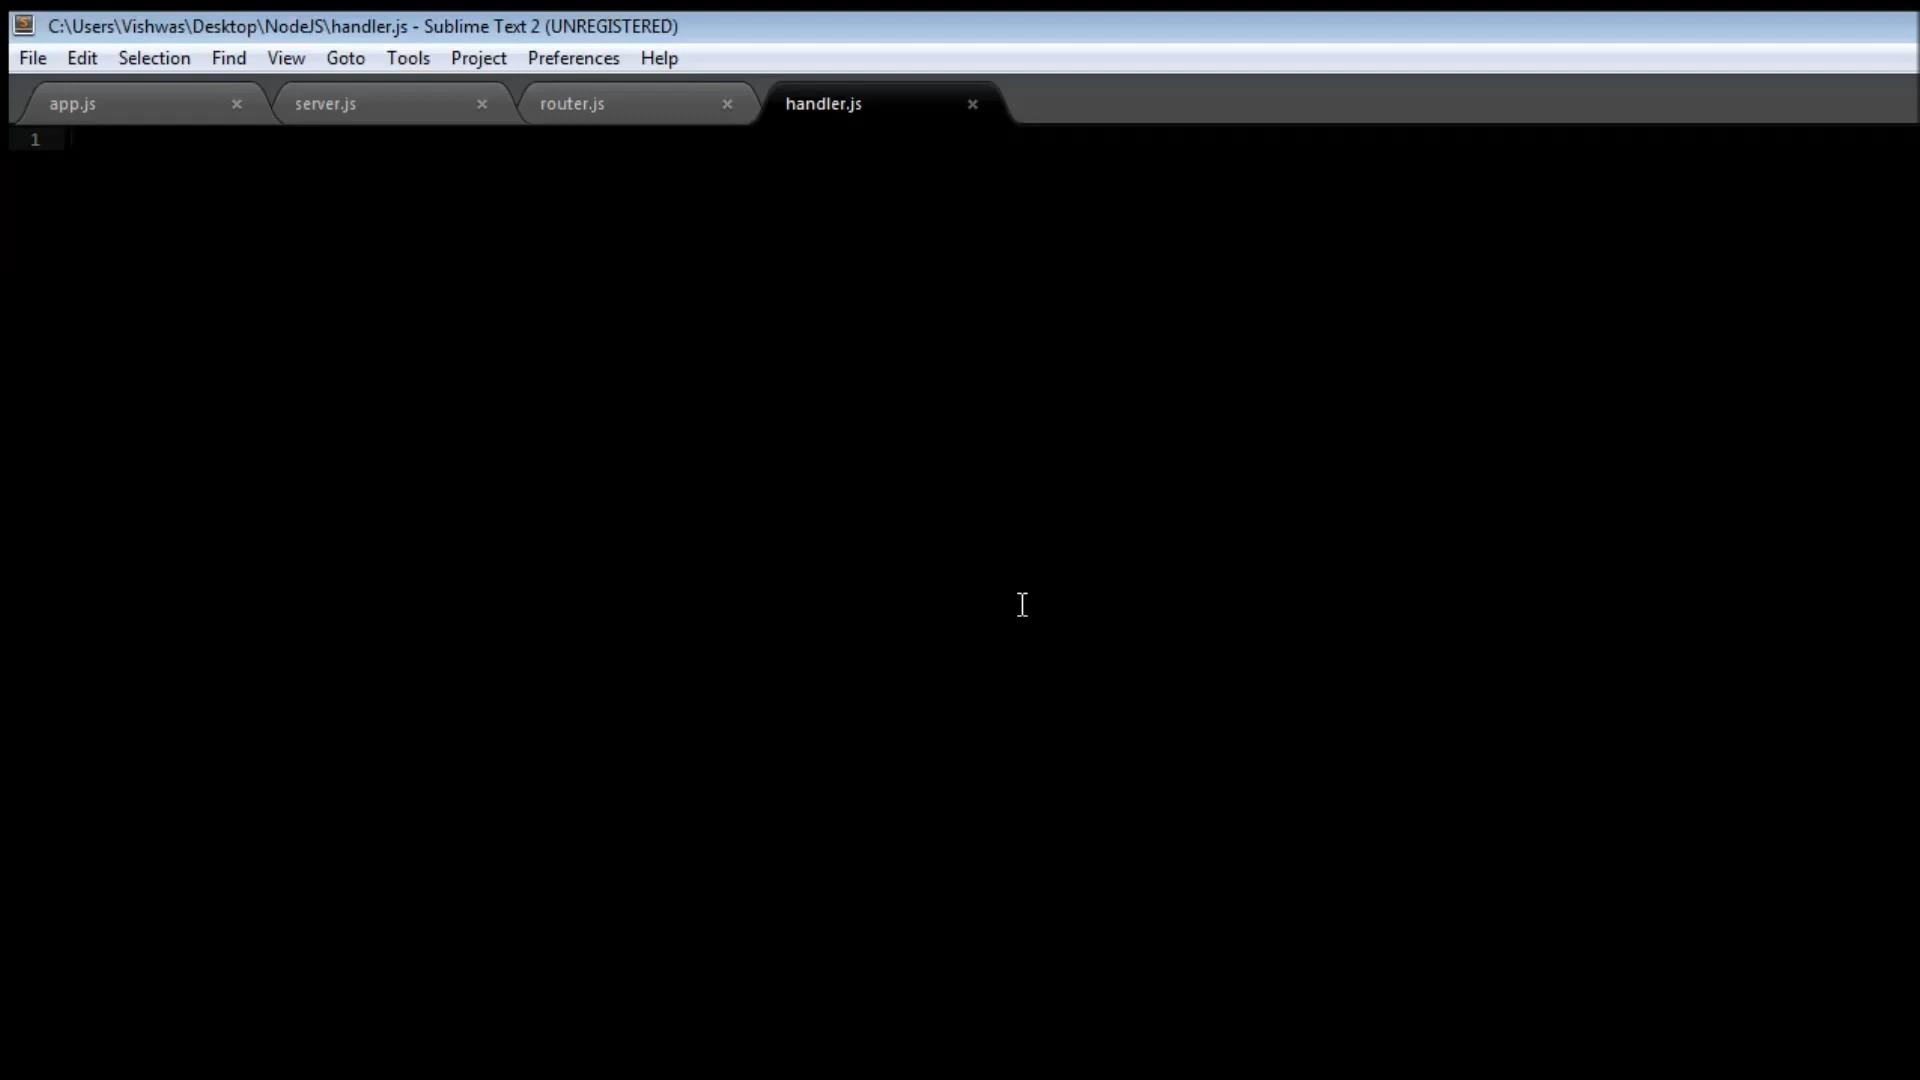 C:\Users\Vishwas\Desktop\NodeJS\handler.js - Sublime Text 2 (UNREGISTERED)
File Edit Selection Find View Goto Tools Project Preferences Help
app.js × server.js × router.js × handler.js ×
1